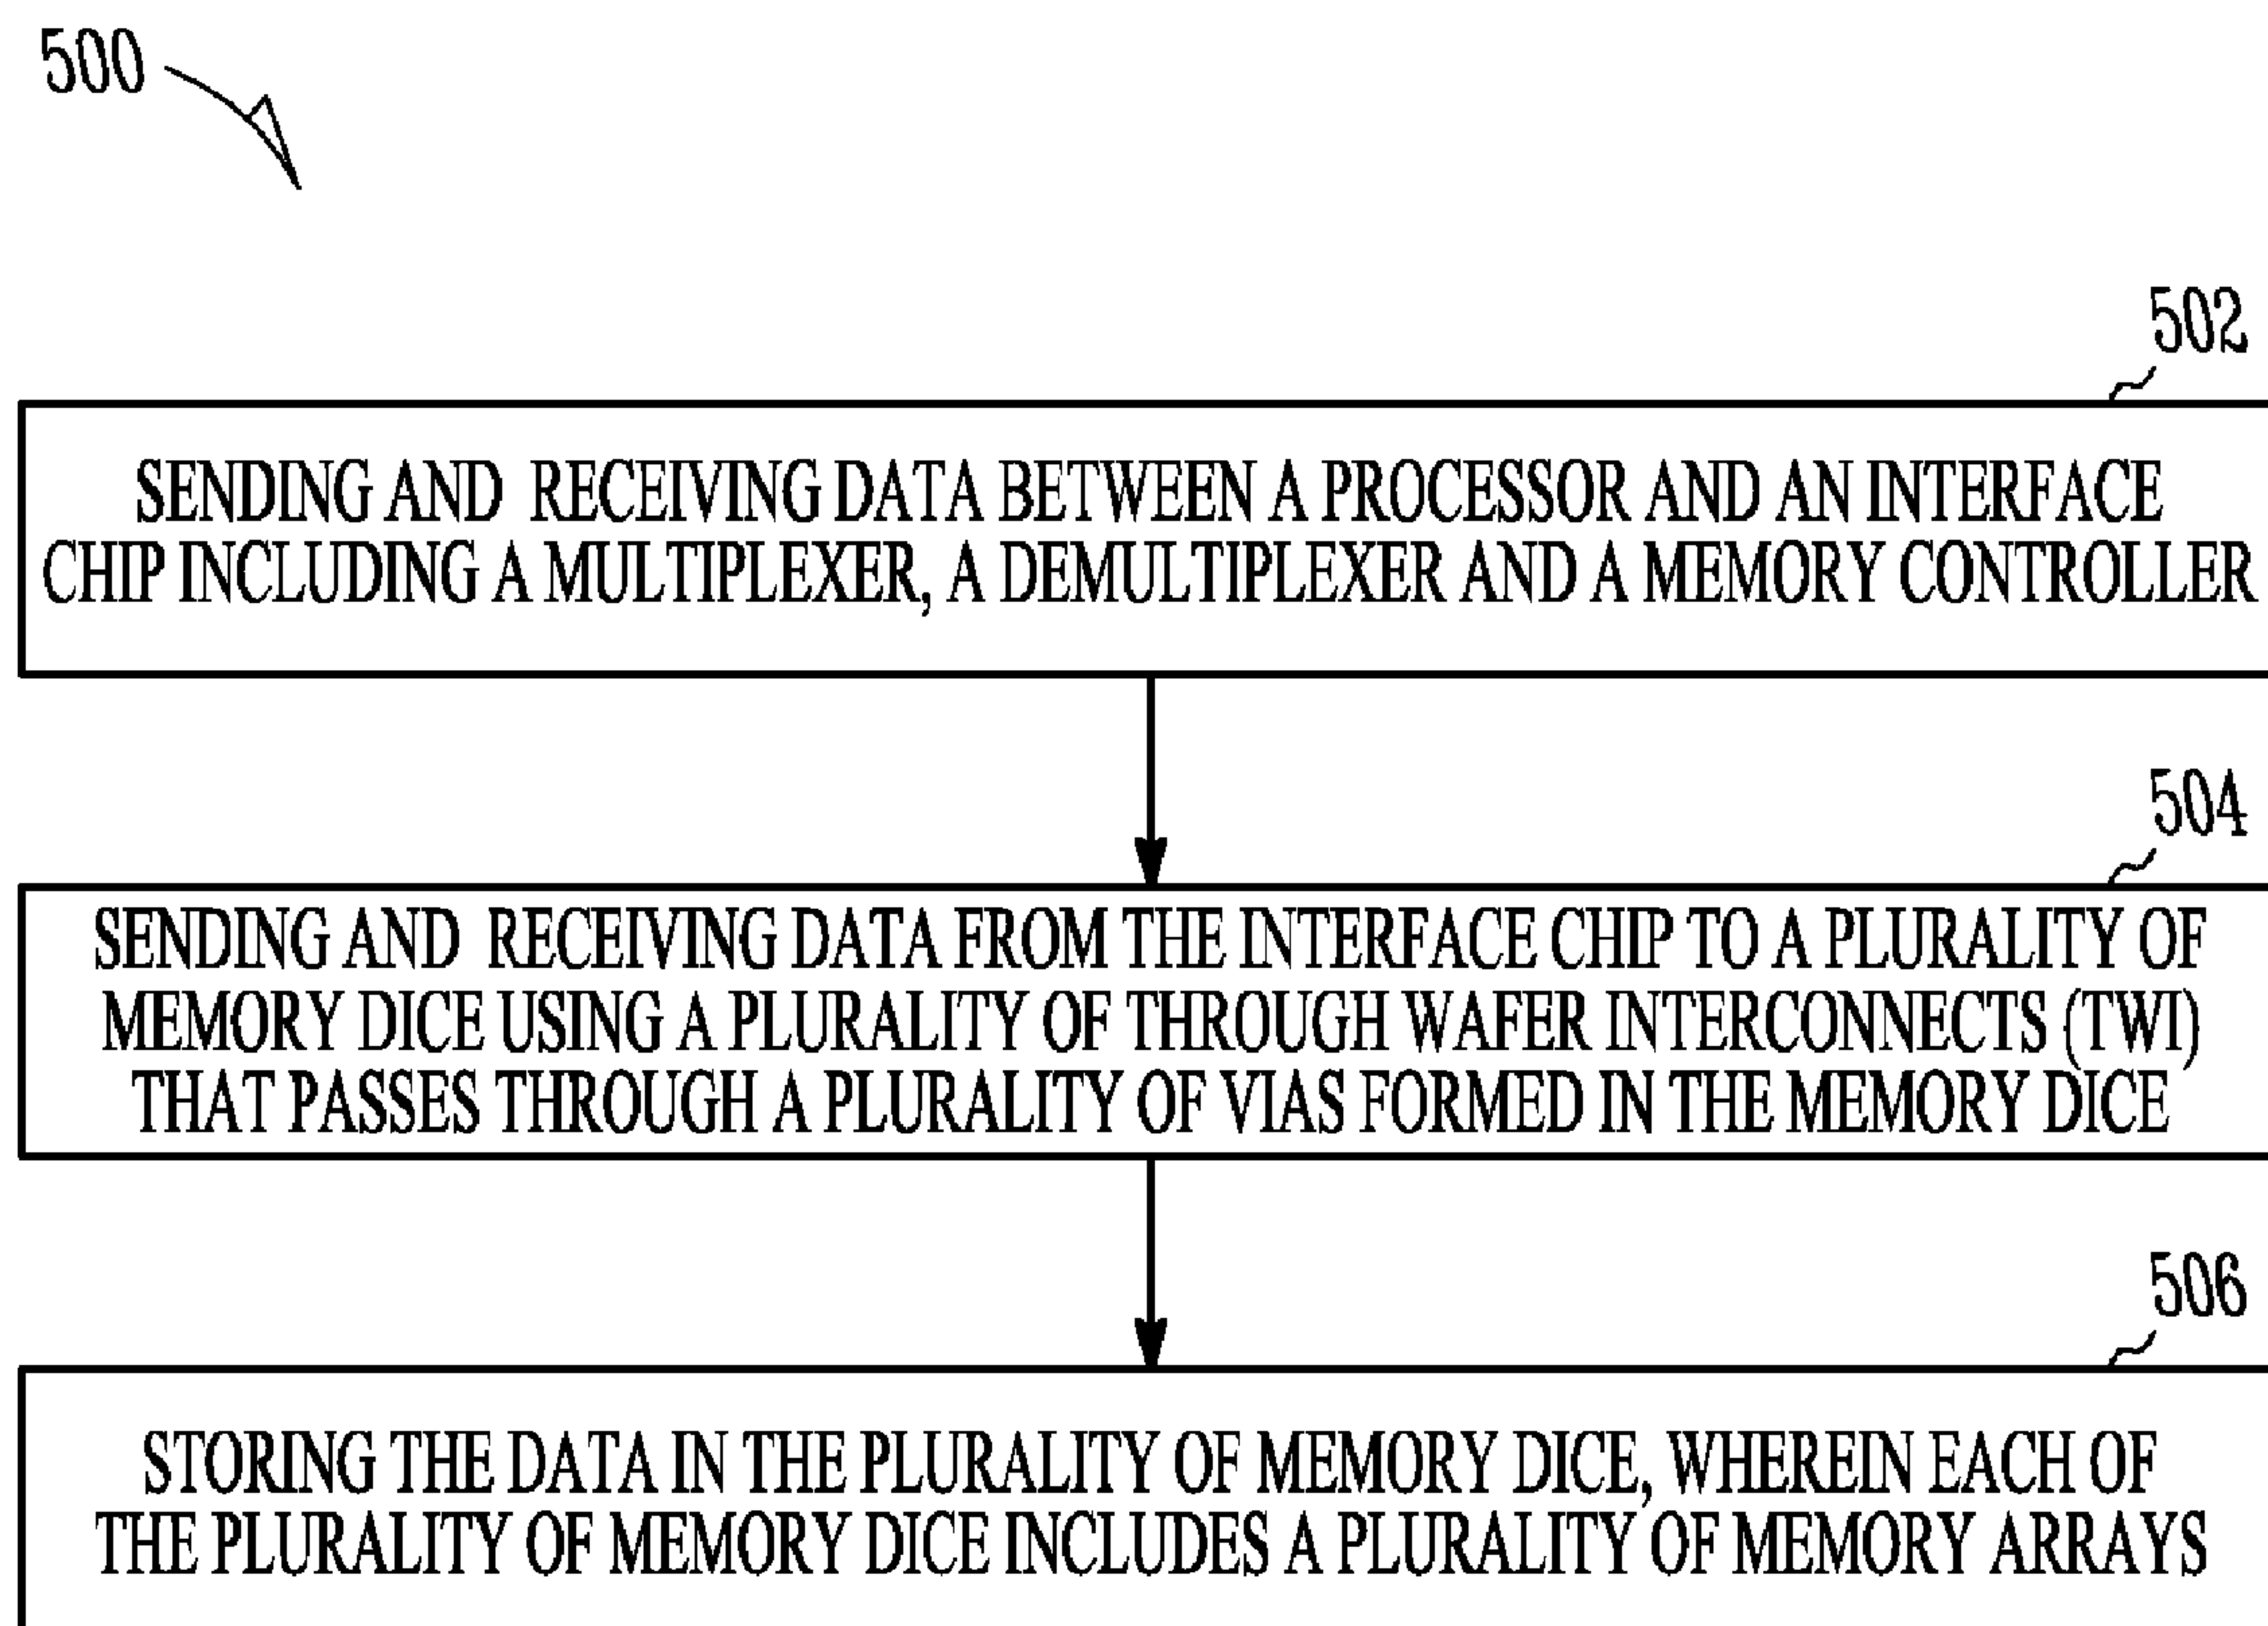 500
502
SENDING AND RECEIVING DATA BETWEEN A PROCESSOR AND AN INTERFACE
CHIP INCLUDING A MULTIPLEXER, A DEMULTIPLEXER AND A MEMORY CONTROLLER
504
SENDING AND RECEIVING DATA FROM THE INTERFACE CHIP TO A PLURALITY OF
MEMORY DICE USING A PLURALITY OF THROUGH WAFER INTERCONNECTS (TWI)
THAT PASSES THROUGH A PLURALITY OF VIAS FORMED IN THE MEMORY DICE
506
STORING THE DATA IN THE PLURALITY OF MEMORY DICE, WHEREIN EACH OF
THE PLURALITY OF MEMORY DICE INCLUDES A PLURALITY OF MEMORY ARRAYS